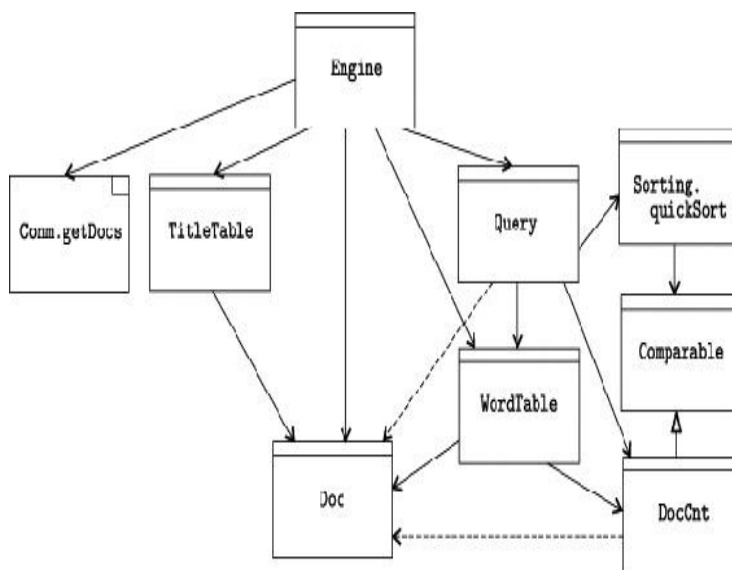 Engine
Comm.getDocs
TitleTable
Query
Sorting.
quickSort
Comparable
WordTable
Doc
DocCnt